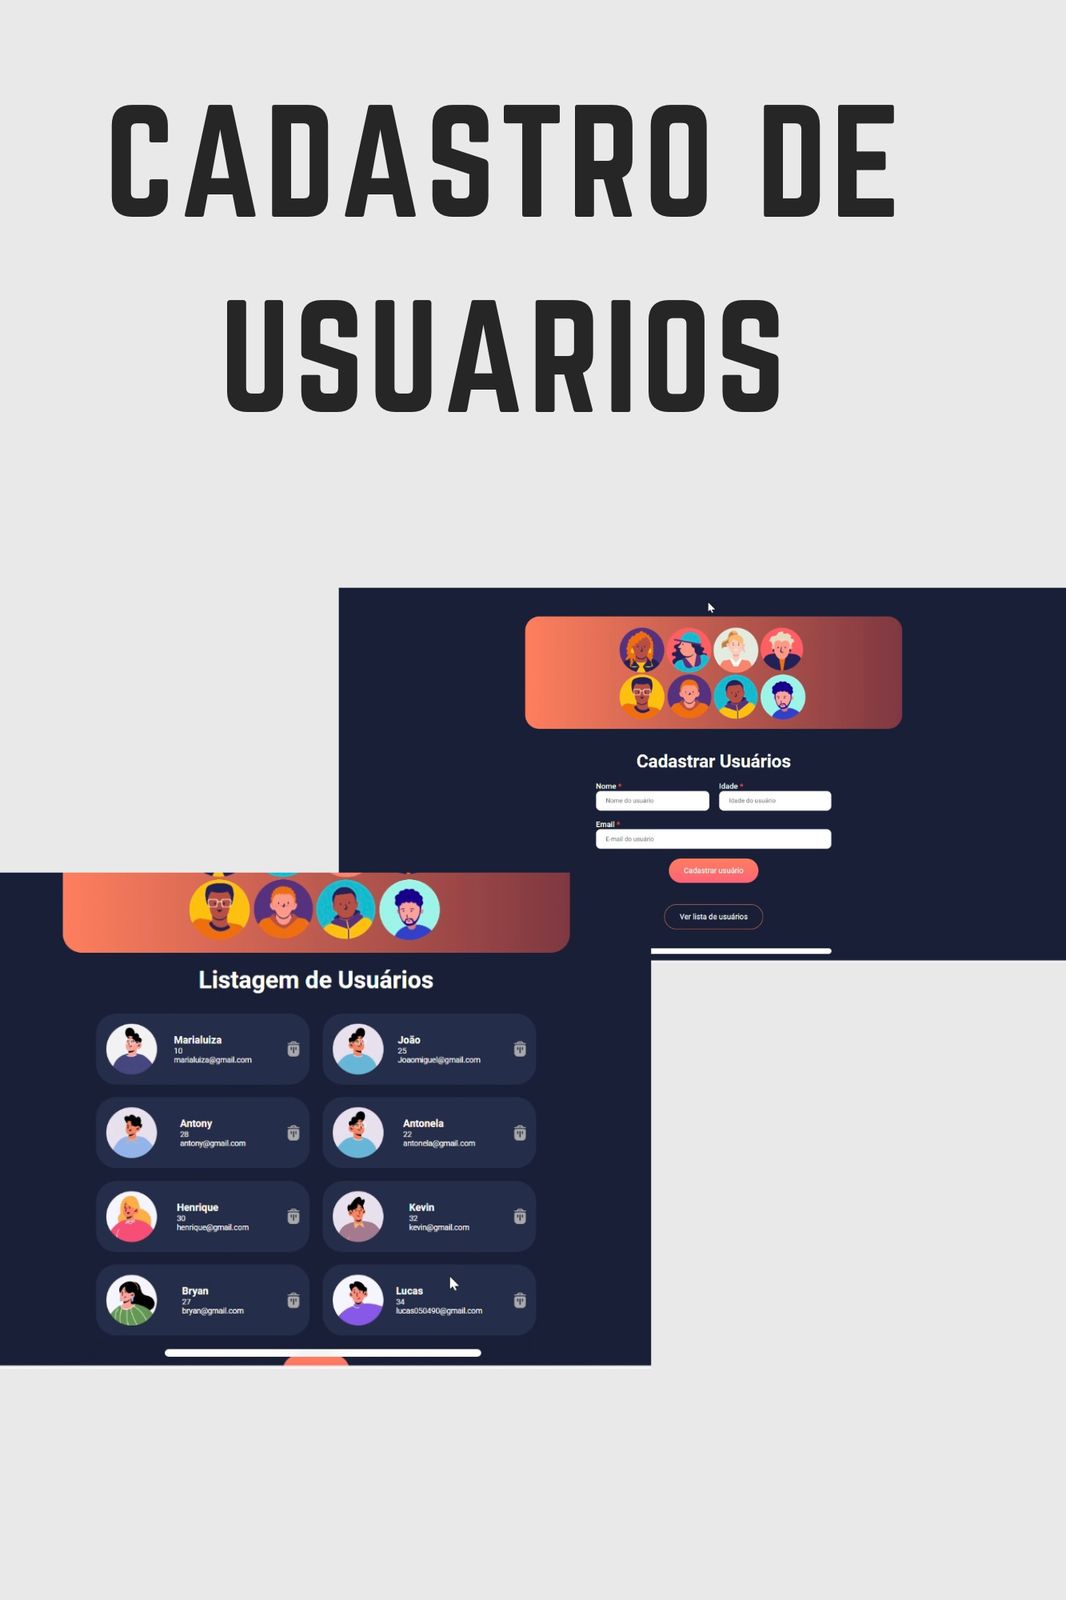 CADASTRO DE
USUARIOS
Cadastrar Usuários
Nome * Idade *
Nome do usuário Idade do usuário
Email *
E-mail do usuário
Cadastrar usuário
Ver lista de usuários
Listagem de Usuários
Marialuiza
10
marialuiza@gmail.com
João
25
Joaomiguel@gmail.com
Antony
28
antony@gmail.com
Antonela
22
antonela@gmail.com
Henrique
30
henrique@gmail.com
Kevin
32
kevin@gmail.com
Bryan
27
bryan@gmail.com
Lucas
34
lucas050490@gmail.com